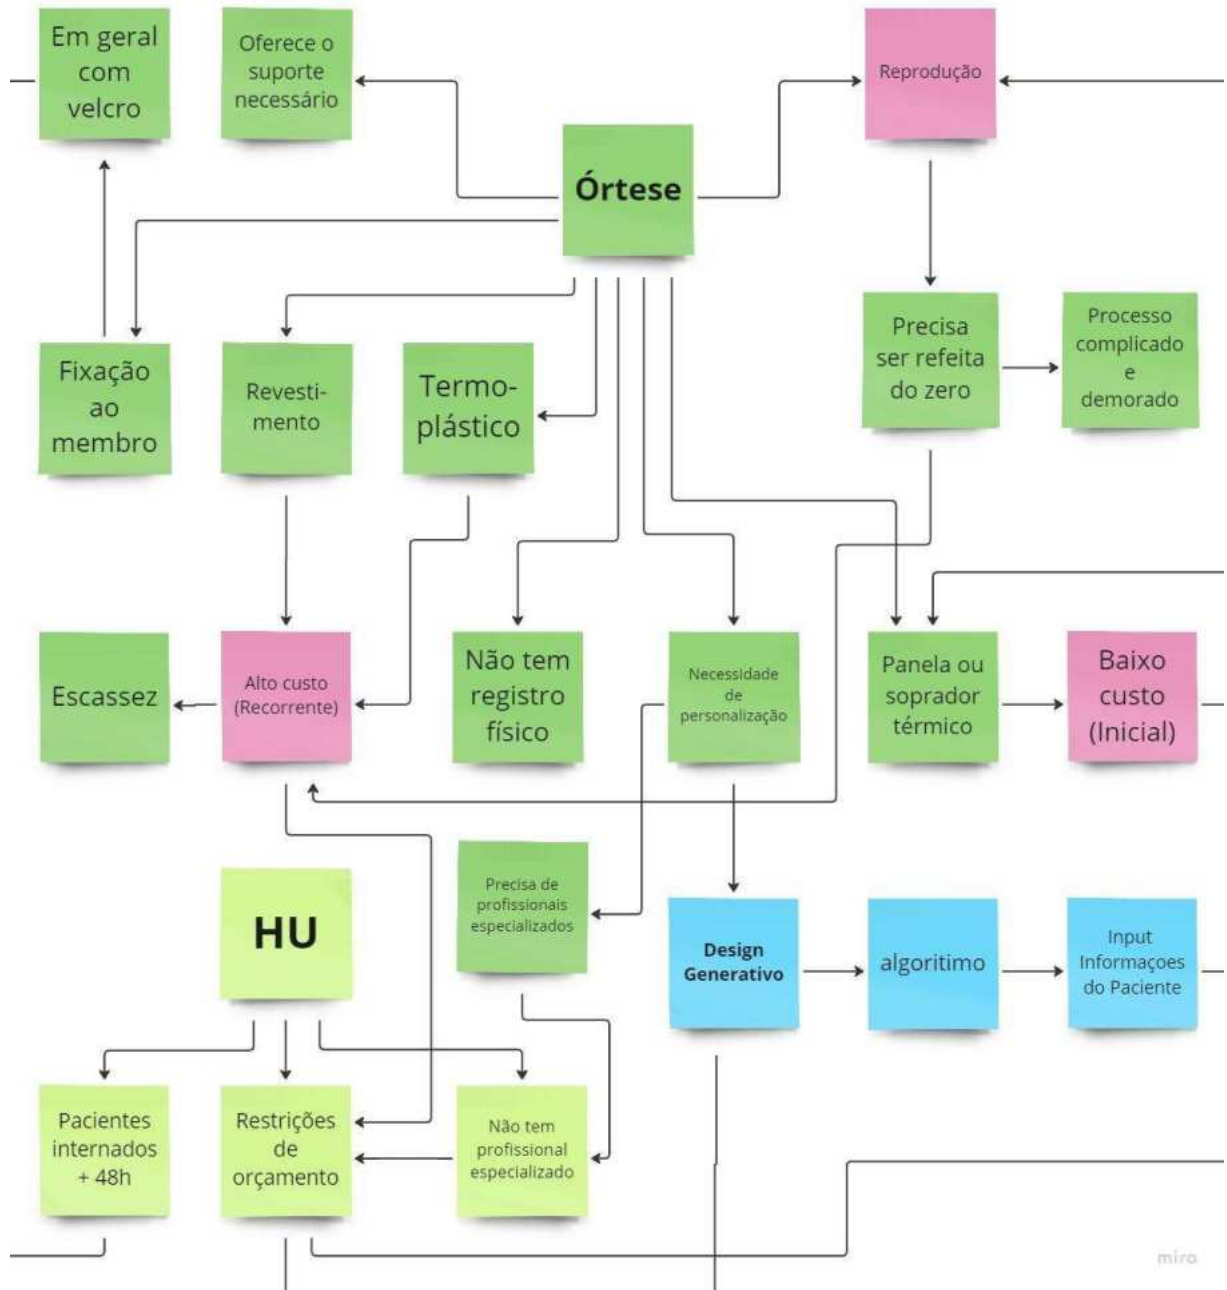 Em geral
com
velcro
Oferece o
suporte
necessário
Reprodução
Órtese
Fixação
ao
membro
Revesti-
mento
Termo-
plástico
Precisa
ser refeita
do zero
Processo
complicado
e
demorado
Escassez
Alto custo
(Recorrente)
Não tem
registro
físico
Necessidade
de
personalização
Panela ou
soprador
térmico
Baixo
custo
(Inicial)
HU
Precisa de
profissionais
especializados
Design
Generativo
algoritimo
Input
Informaçoes
do Paciente
Pacientes
internados
+ 48h
Restrições
de
orçamento
Não tem
profissional
especializado
miro